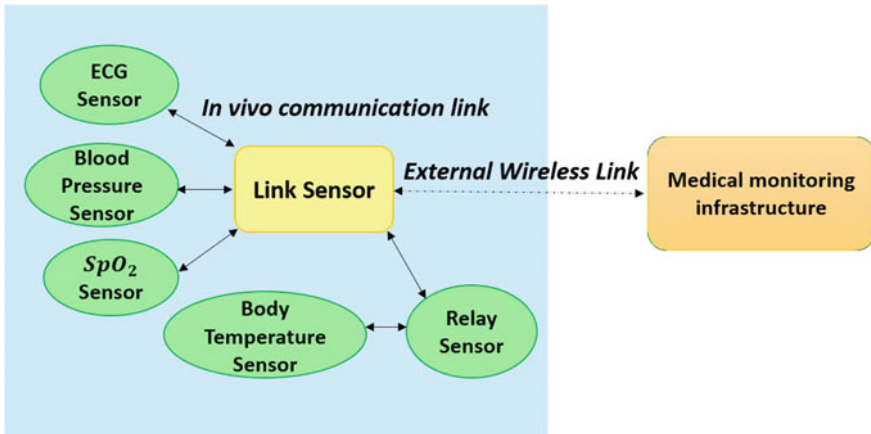 ECG
Sensor
In vivo communication link
Blood
Pressure
Sensor
Link Sensor
External Wireless Link
Medical monitoring
infrastructure
SpO₂
Sensor
Body
Temperature
Sensor
Relay
Sensor